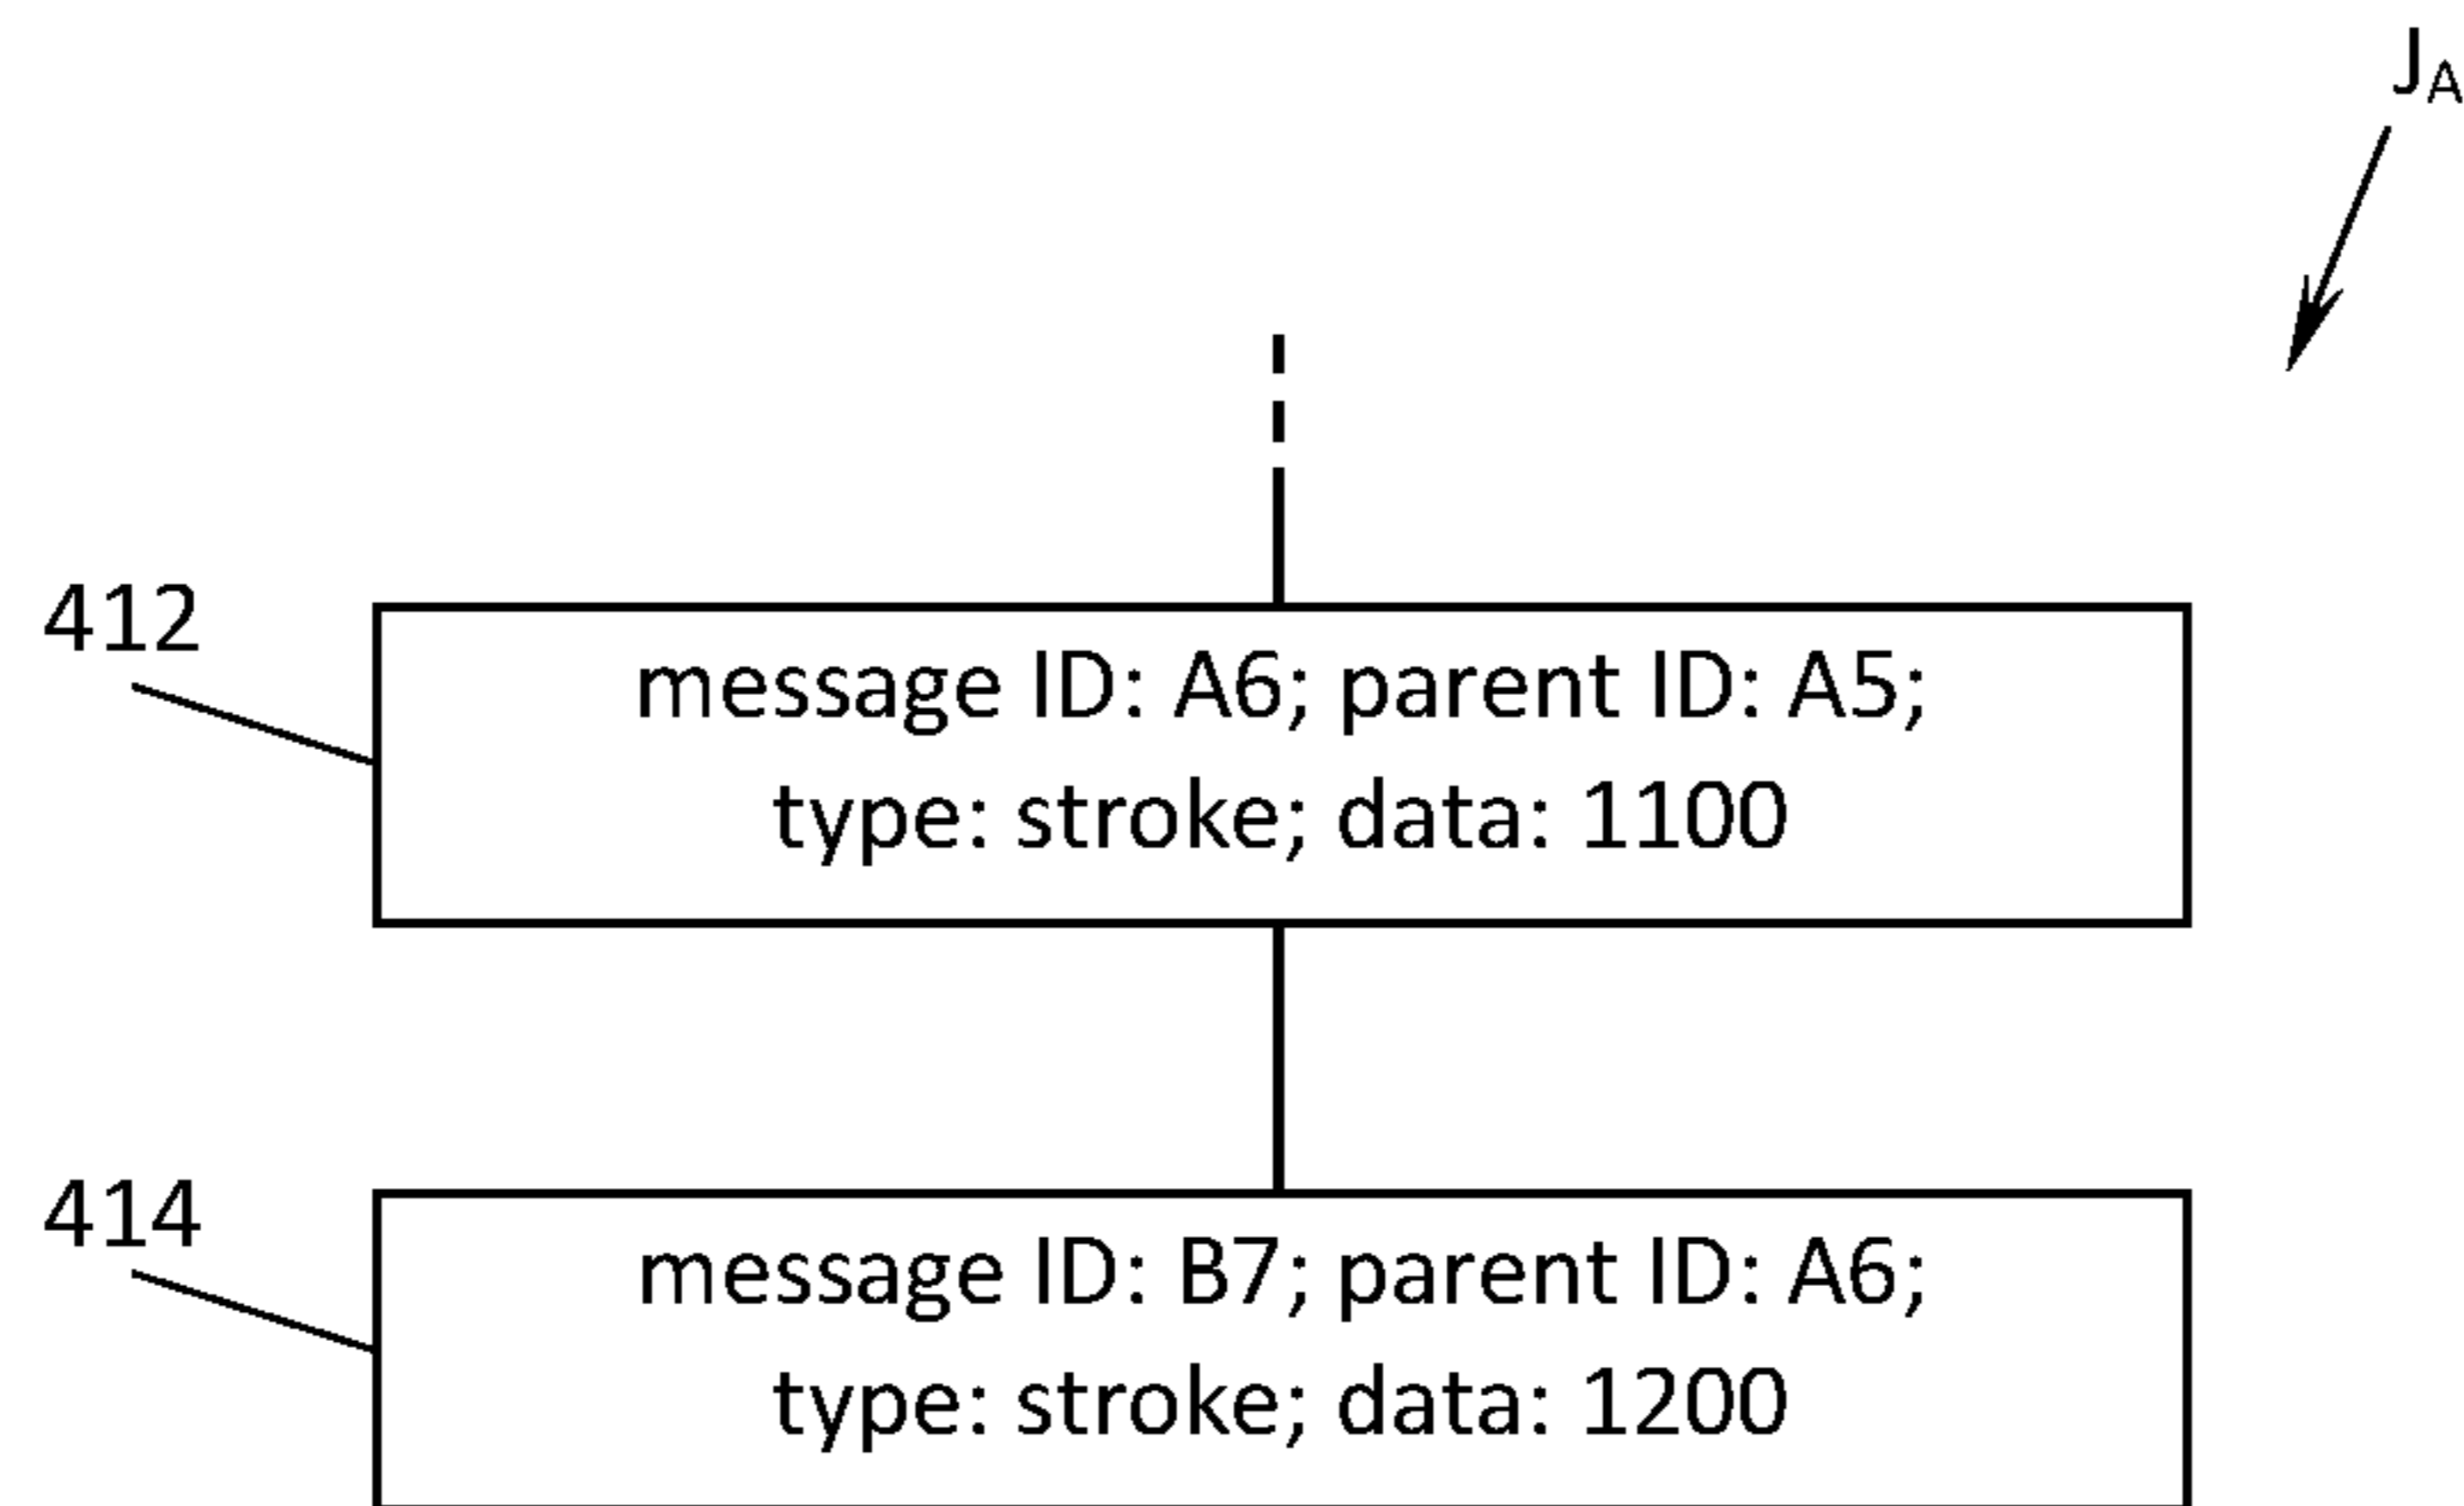 J_A
412
message ID: A6; parent ID: A5;
type: stroke; data: 1100
414
message ID: B7; parent ID: A6;
type: stroke; data: 1200